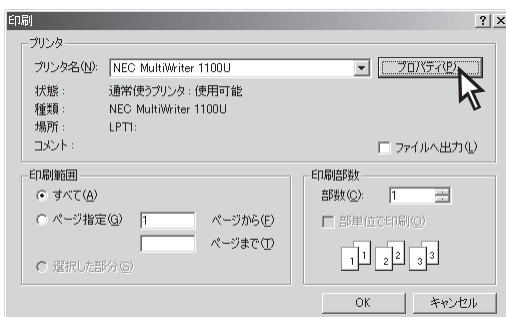 印刷
プリンタ
プリンタ名(N): NEC MultiWriter 1100U プロパティ(P)
状態： 通常使うプリンタ : 使用可能
種類： NEC MultiWriter 1100U
場所： LPT1:
コメント： ファイルへ出力(L)
印刷範囲
すべて(A)
ページ指定(G) 1 ページから(F)
ページまで(T)
選択した部分(S)
印刷部数
部数(C): 1
部単位で印刷(O)
1 1 2 2 3 3
OK キャンセル